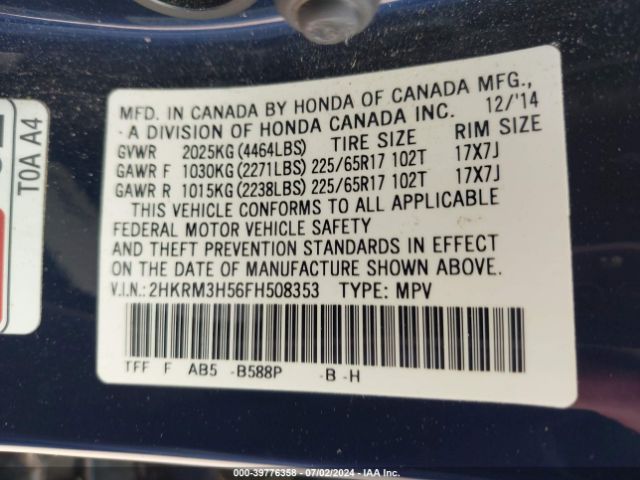 MFD. IN CANADA BY HONDA OF CANADA MFG.,
- A DIVISION OF HONDA CANADA INC. 12/'14
GVWR 2025KG (4464LBS) TIRE SIZE RIM SIZE
GAWR F 1030KG (2271LBS) 225/65R17 102T 17X7J
GAWR R 1015KG (2238LBS) 225/65R17 102T 17X7J
THIS VEHICLE CONFORMS TO ALL APPLICABLE
FEDERAL MOTOR VEHICLE SAFETY
AND THEFT PREVENTION STANDARDS IN EFFECT
ON THE DATE OF MANUFACTURE SHOWN ABOVE.
V.I.N.: 2HKRM3H56FH508353 TYPE: MPV
TFF F AB5 -B588P -B -H
T0A A4
000-39776358 - 07/02/2024 - IAA Inc.